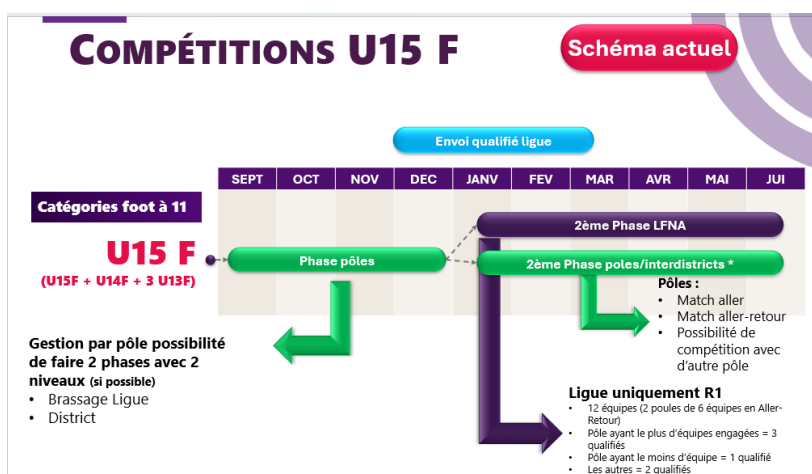 COMPÉTITIONS U15 F
Schéma actuel
Envoi qualifié ligue
SEPT OCT NOV DEC JANV FEV MAR AVR MAI JUI
Catégories foot à 11
2ème Phase LFNA
U15 F
(U15F + U14F + 3 U13F)
Phase pôles
2ème Phase poles/interdistricts *
Pôles :
• Match aller
• Match aller-retour
• Possibilité de
compétition avec
d'autre pôle
Gestion par pôle possibilité
de faire 2 phases avec 2
niveaux (si possible)
• Brassage Ligue
• District
Ligue uniquement R1
• 12 équipes (2 poules de 6 équipes en Aller-
Retour)
• Pôle ayant le plus d'équipes engagées = 3
qualifiés
• Pôle ayant le moins d'équipe = 1 qualifié
• Les autres = 2 qualifiés